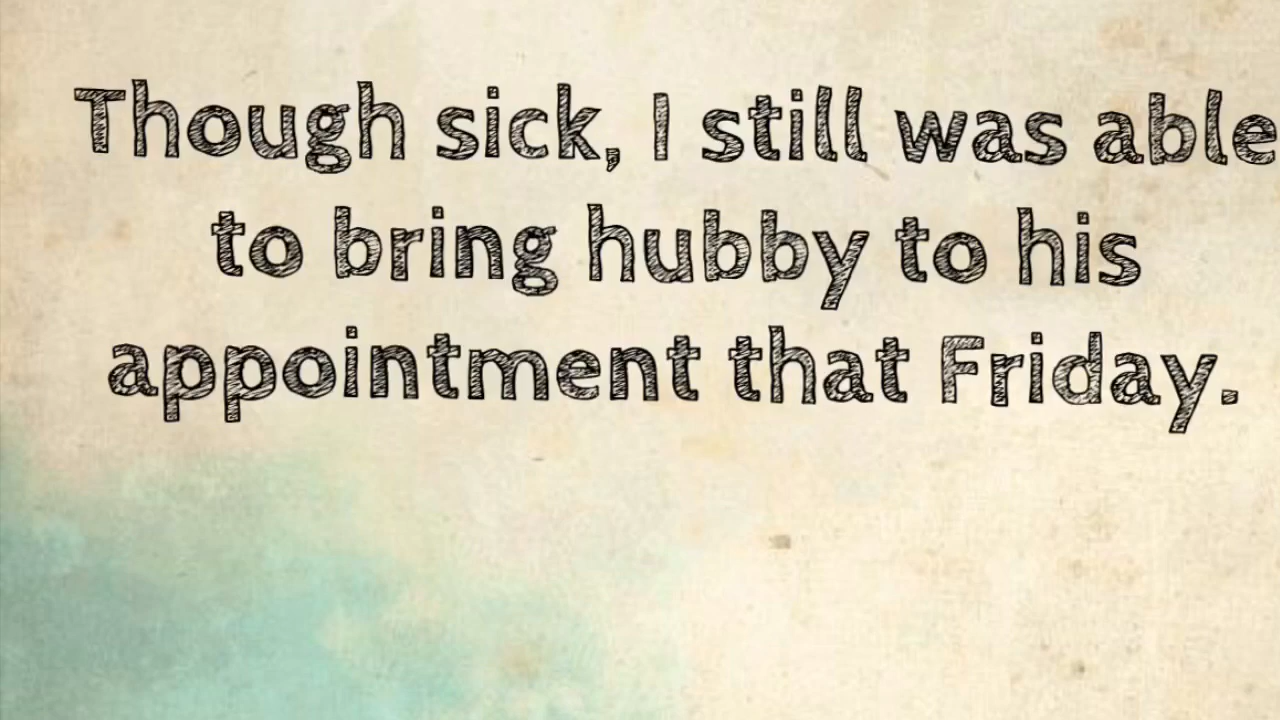 Though sick, I still was able
to bring hubby to his
appointment that Friday.